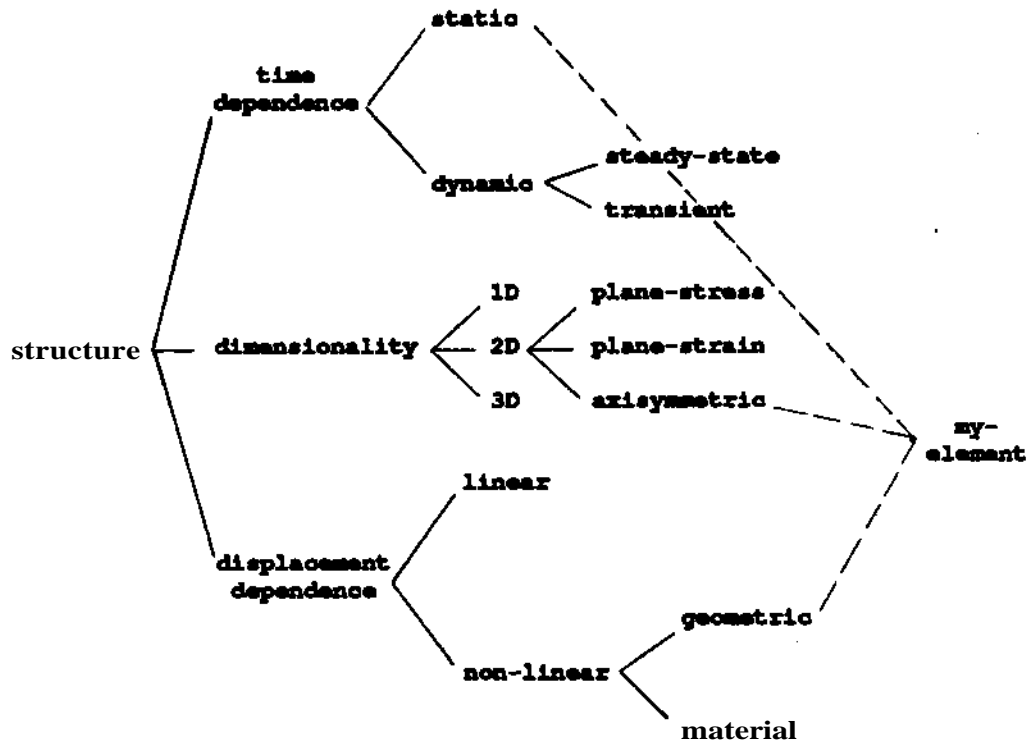 static
time
dependence
steady-state
dynamic
transient
1D
plane-stress
structure
dimensionality
2D
plane-strain
3D
axisymmetric
my-
element
linear
displacement
dependence
geometric
non-linear
material